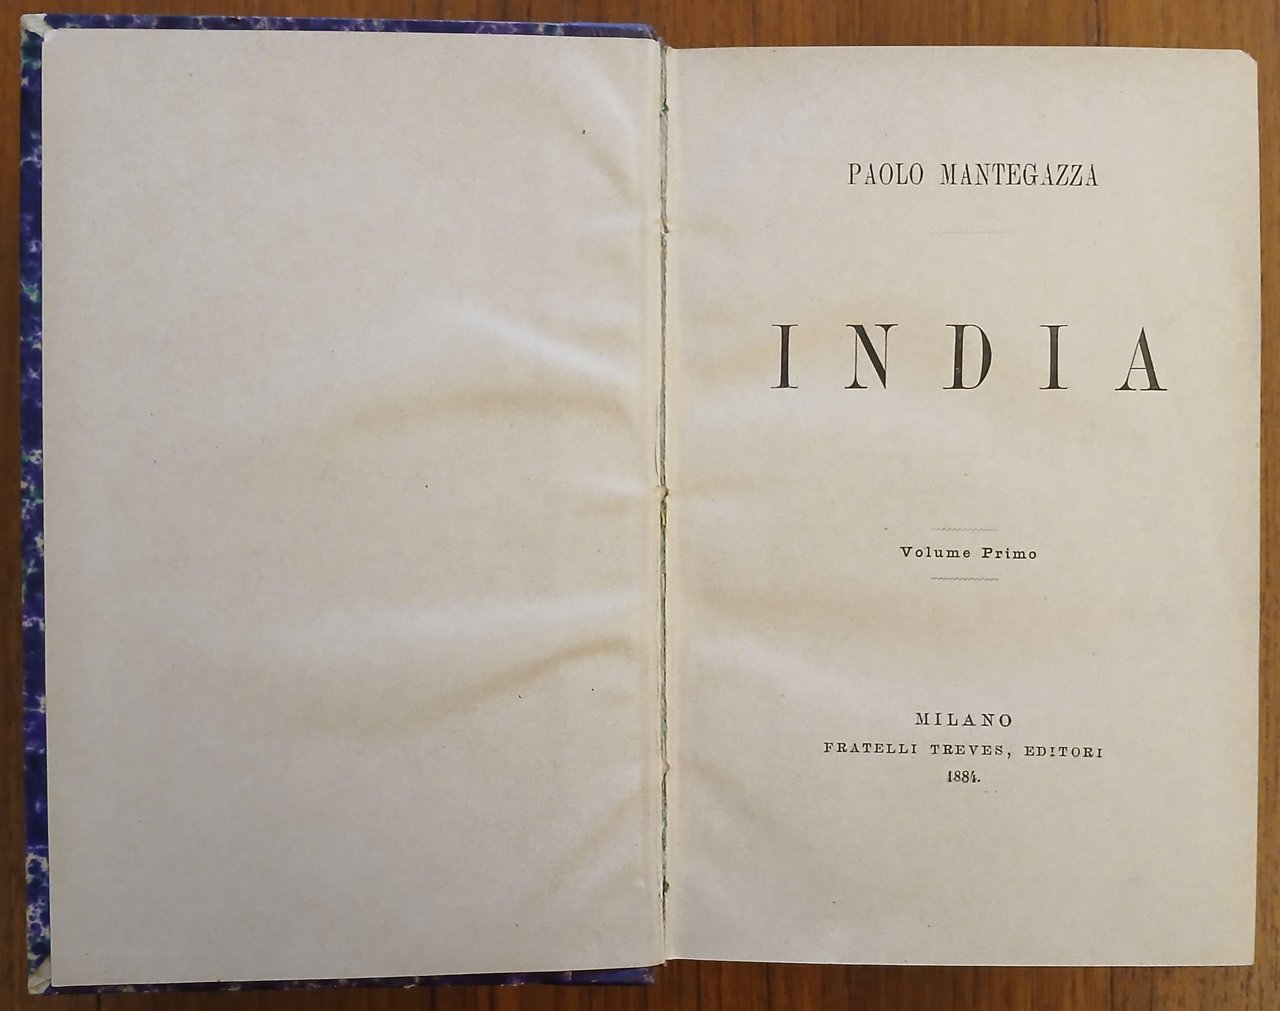 PAOLO MANTEGAZZA
INDIA
Volume Primo
MILANO
FRATELLI TREVES, EDITORI
1884.